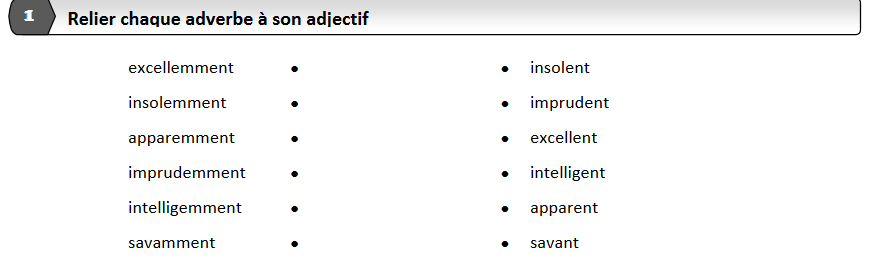 1 Relier chaque adverbe à son adjectif
excellemment • • insolent
insolemment • • imprudent
apparemment • • excellent
imprudemment • • intelligent
intelligemment • • apparent
savamment • • savant